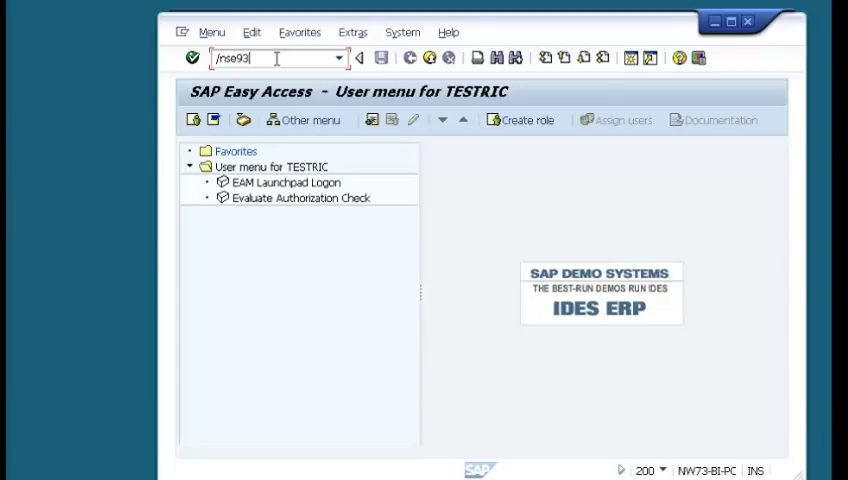 Menu Edit Favorites Extras System Help
/nse93
SAP Easy Access - User menu for TESTRIC
Other menu Create role Assign users Documentation
Favorites
User menu for TESTRIC
EAM Launchpad Logon
Evaluate Authorization Check
SAP DEMO SYSTEMS
THE BEST-RUN DEMOS RUN IDES
IDES ERP
SAP 200 NW73-BI-PC INS